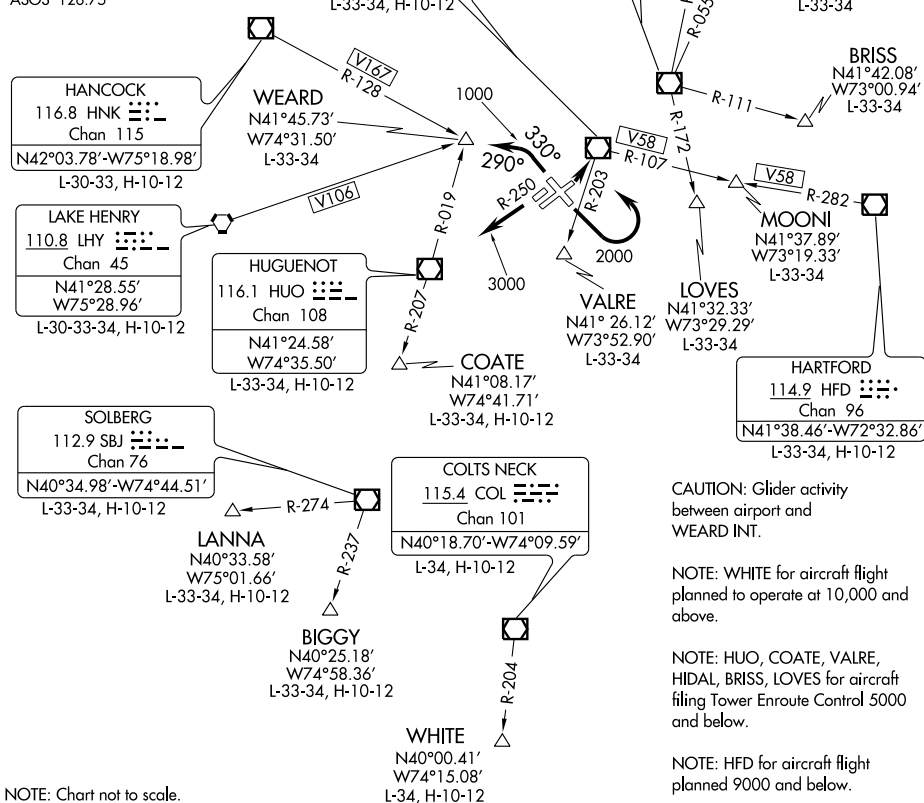 ASOS 128.75
L-33-34, H-10-12
R-055
L-33-34
HANCOCK
116.8 HNK
Chan 115
N42°03.78’-W75°18.98’
L-30-33, H-10-12
V167
R-128
WEARD
N41°45.73’
W74°31.50’
L-33-34
1000
330°
290°
V58
R-107
R-172
R-111
BRISS
N41°42.08’
W73°00.94’
L-33-34
V58
R-282
MOONI
N41°37.89’
W73°19.33’
L-33-34
LAKE HENRY
110.8 LHY
Chan 45
N41°28.55’
W75°28.96’
L-30-33-34, H-10-12
V106
R-019
R-250
R-203
3000
2000
HUGUENOT
116.1 HUO
Chan 108
N41°24.58’
W74°35.50’
L-33-34, H-10-12
R-207
COATE
N41°08.17’
W74°41.71’
L-33-34, H-10-12
VALRE
N41° 26.12’
W73°52.90’
L-33-34
LOVES
N41°32.33’
W73°29.29’
L-33-34
HARTFORD
114.9 HFD
Chan 96
N41°38.46’-W72°32.86’
L-33-34, H-10-12
SOLBERG
112.9 SBJ
Chan 76
N40°34.98’-W74°44.51’
L-33-34, H-10-12
R-274
LANNA
N40°33.58’
W75°01.66’
L-33-34, H-10-12
R-237
BIGGY
N40°25.18’
W74°58.36’
L-33-34, H-10-12
COLTS NECK
115.4 COL
Chan 101
N40°18.70’-W74°09.59’
L-34, H-10-12
R-204
WHITE
N40°00.41’
W74°15.08’
L-34, H-10-12
CAUTION: Glider activity
between airport and
WEARD INT.
NOTE: WHITE for aircraft flight
planned to operate at 10,000 and
above.
NOTE: HUO, COATE, VALRE,
HIDAL, BRISS, LOVES for aircraft
filing Tower Enroute Control 5000
and below.
NOTE: HFD for aircraft flight
planned 9000 and below.
NOTE: Chart not to scale.